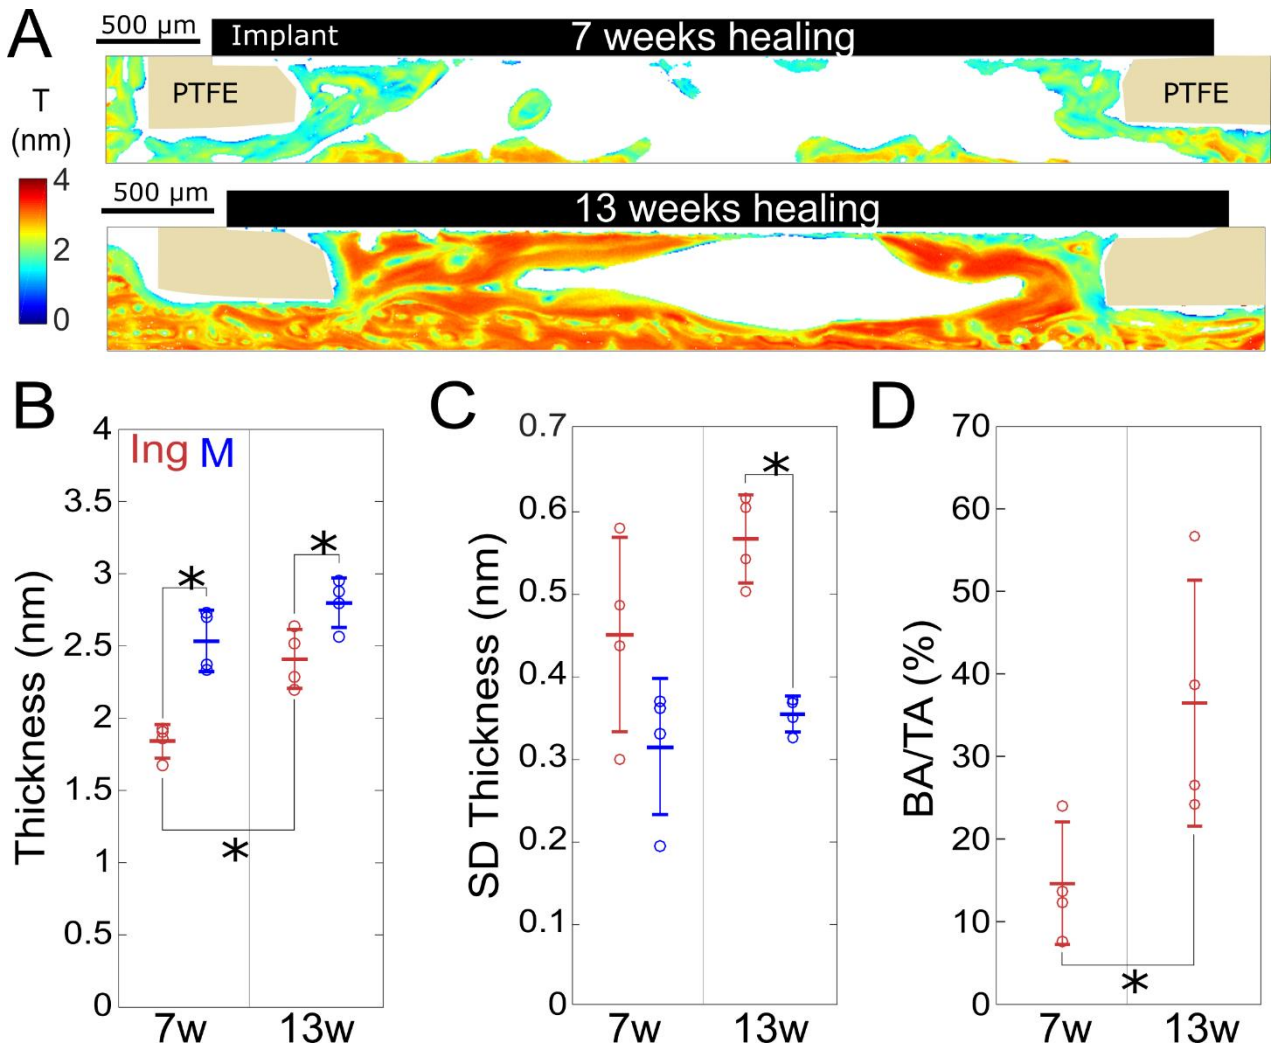 A
500 µm
Implant
7 weeks healing
PTFE
PTFE
T
(nm)
4
2
0
500 µm
13 weeks healing
B
Thickness (nm)
4
3.5
3
2.5
2
1.5
1
0.5
0
Ing M
*
*
*
7w
13w
C
SD Thickness (nm)
0.7
0.6
0.5
0.4
0.3
0.2
0.1
0
*
7w
13w
D
BA/TA (%)
70
60
50
40
30
20
10
0
*
7w
13w